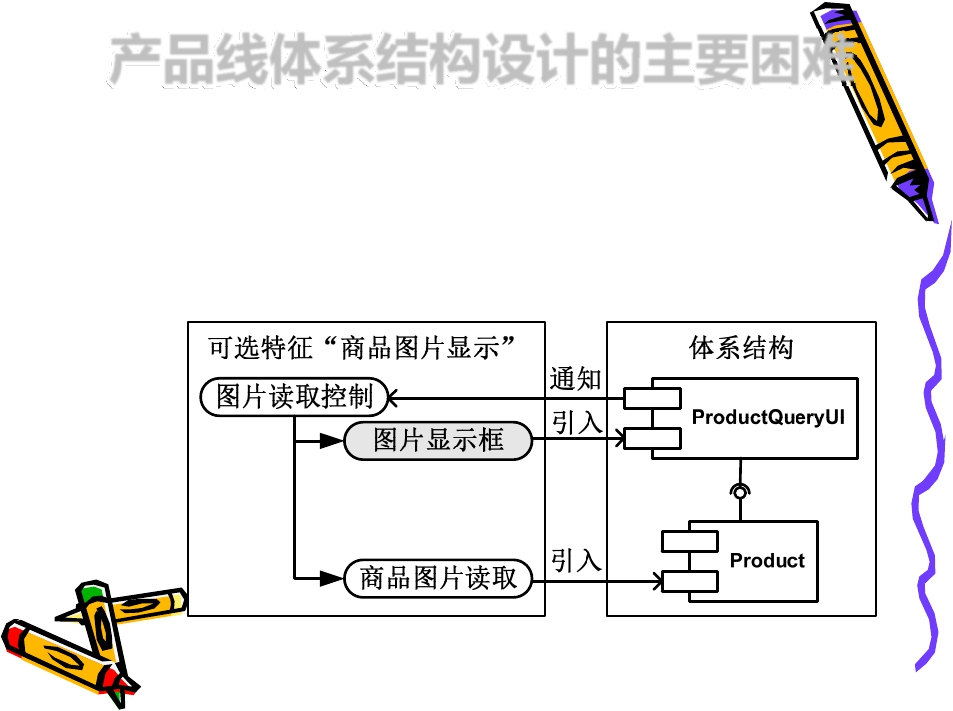 产品线体系结构设计的主要困难
可选特征“商品图片显示”
体系结构
图片读取控制
通知
ProductQueryUI
图片显示框
引入
商品图片读取
引入
Product